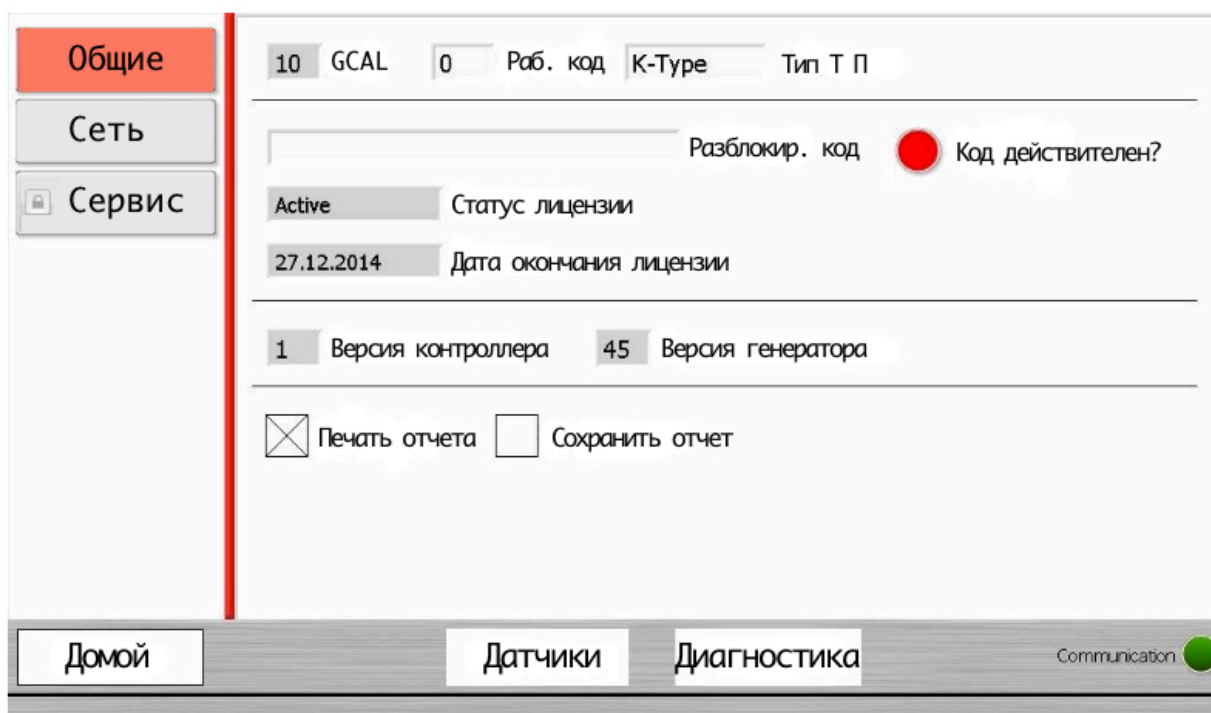 Общие
Сеть
Сервис
10 GCAL 0 Раб. код K-Type Тип Т П
Разблокир. код Код действителен?
Active Статус лицензии
27.12.2014 Дата окончания лицензии
1 Версия контроллера 45 Версия генератора
Печать отчета Сохранить отчет
Домой Датчики Диагностика Communication